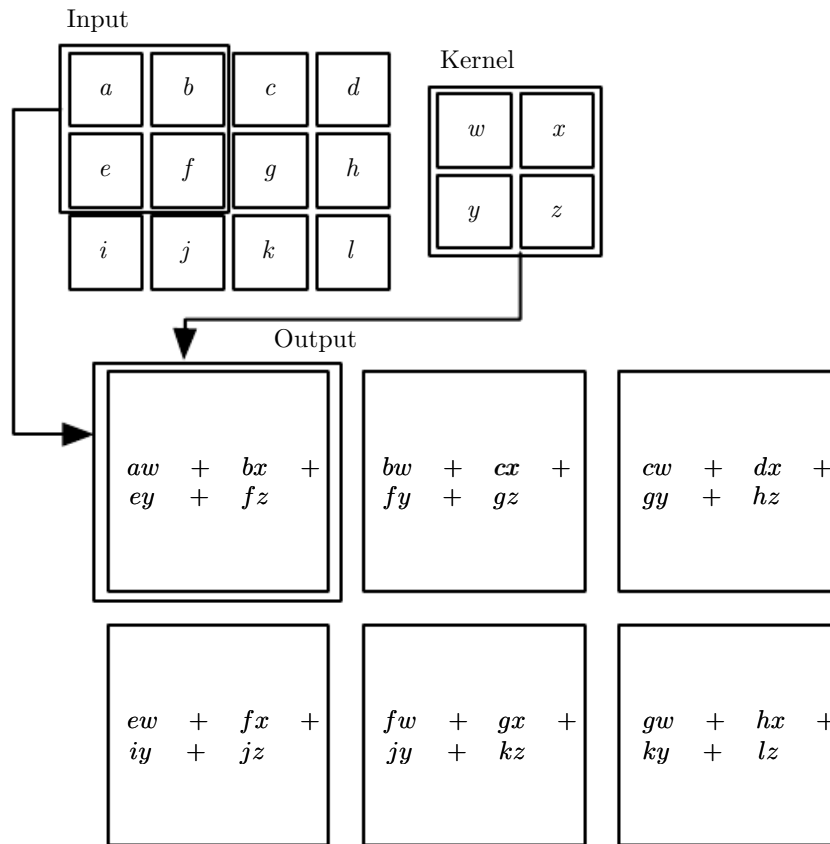 Input
Kernel
a b c d
w x
e f g h
y z
i j k l
Output
aw + bx +
ey + fz
bw + cx +
fy + gz
cw + dx +
gy + hz
ew + fx +
iy + jz
fw + gx +
jy + kz
gw + hx +
ky + lz